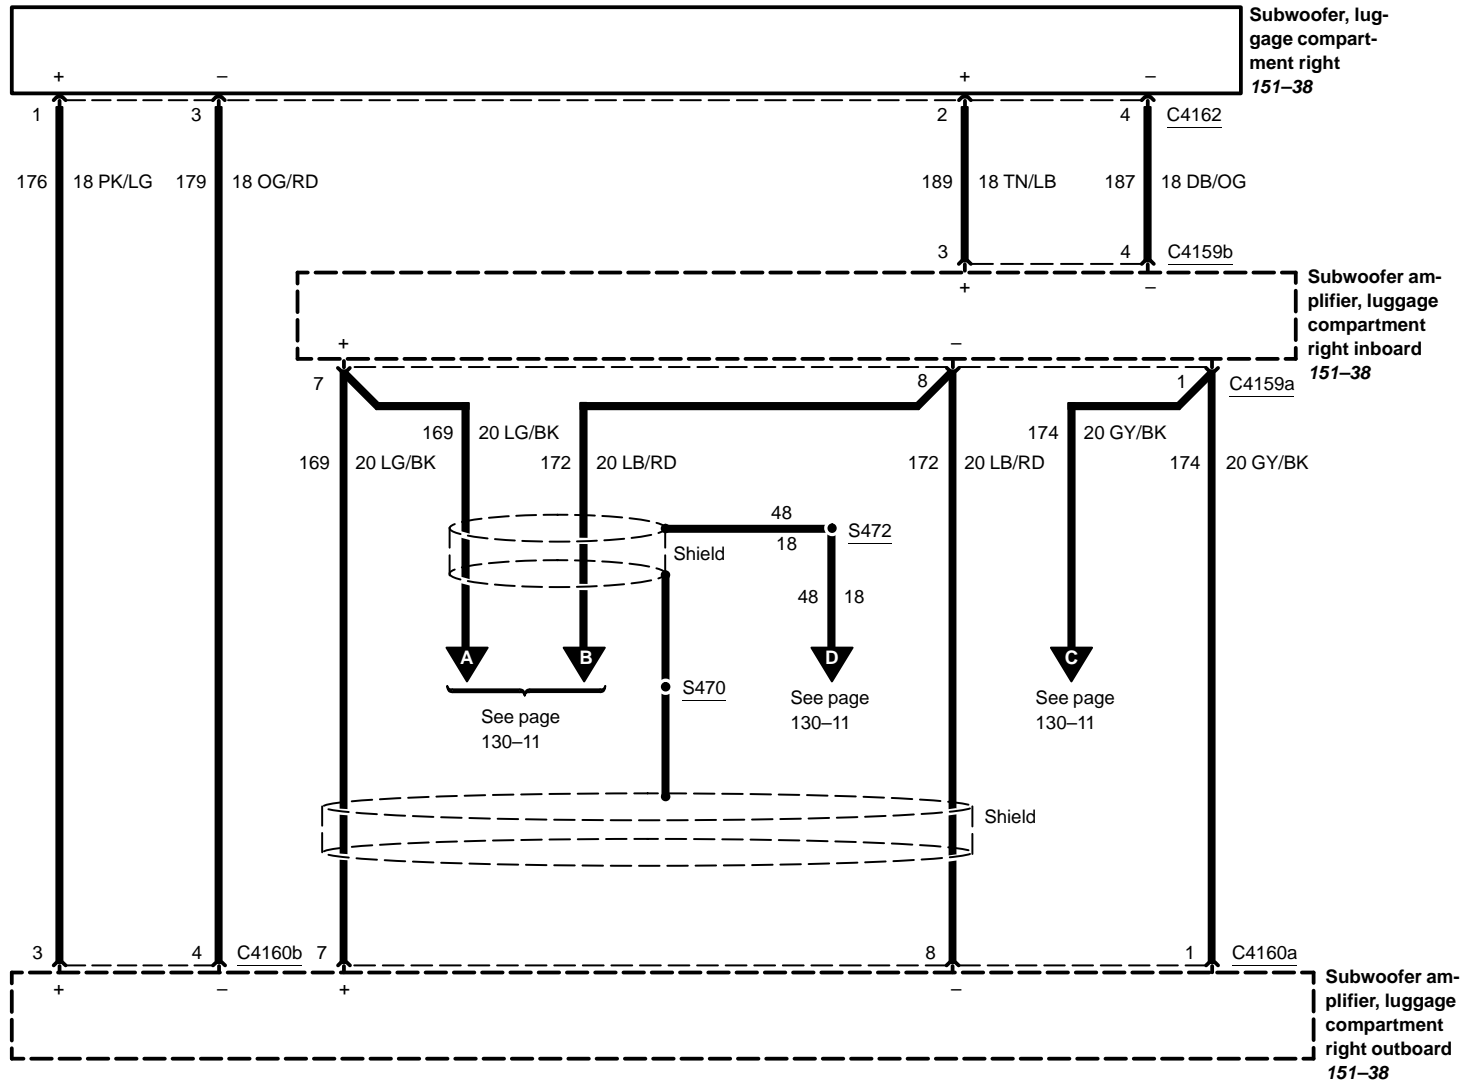 Subwoofer, lug-
gage compart-
ment right
151–38
+ – + –
1 3 2 4 C4162
176 18 PK/LG 179 18 OG/RD 189 18 TN/LB 187 18 DB/OG
3 4 C4159b
+ –
Subwoofer am-
plifier, luggage
compartment
right inboard
151–38
+ –
7 8 1 C4159a
169 20 LG/BK 174 20 GY/BK
169 20 LG/BK 172 20 LB/RD 172 20 LB/RD 174 20 GY/BK
48
18
S472
Shield
48 18
A B D C
S470
See page
130–11
See page
130–11
See page
130–11
Shield
3 4 C4160b 7 8 1 C4160a
+ – + –
Subwoofer am-
plifier, luggage
compartment
right outboard
151–38